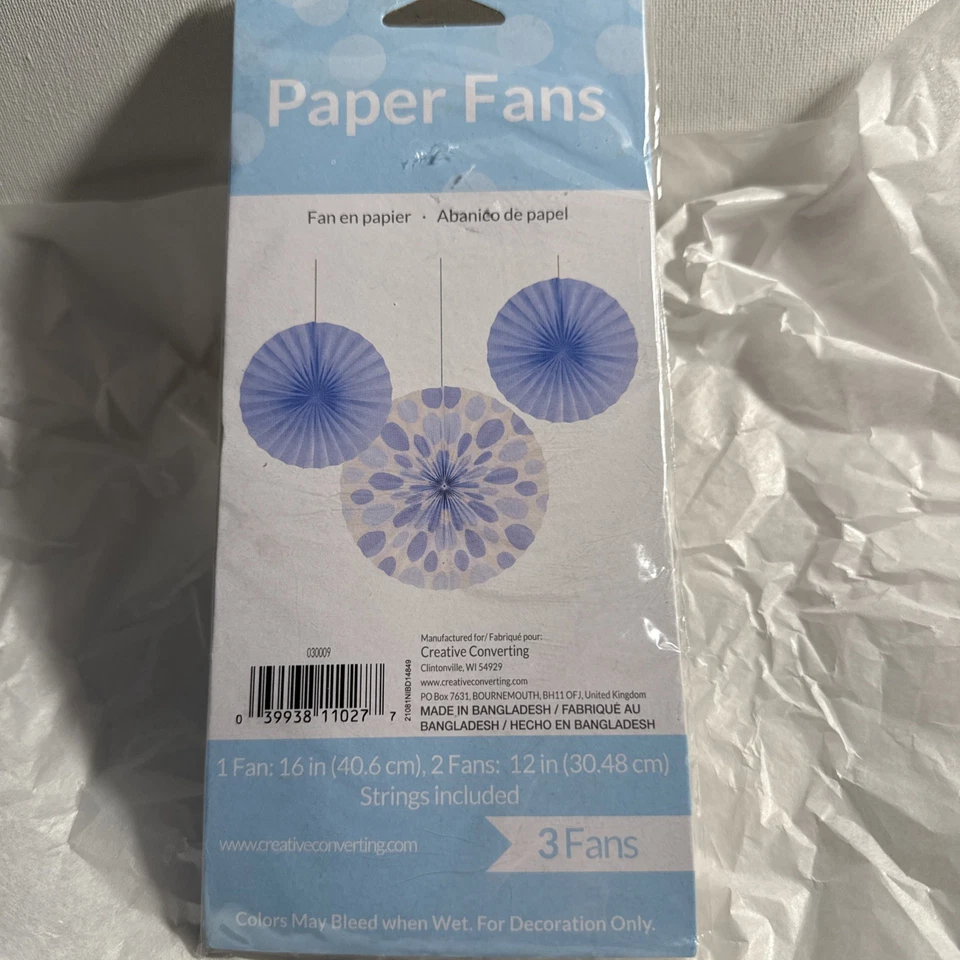 Paper Fans
Fan en papier · Abanico de papel
030009
0 39938 11027 7
21081NIBD14849
Manufactured for/ Fabriqué pour:
Creative Converting
Clintonville, WI 54929
www.creativeconverting.com
PO Box 7631, BOURNEMOUTH, BH11 OFJ, United Kingdom
MADE IN BANGLADESH / FABRIQUÉ AU
BANGLADESH / HECHO EN BANGLADESH
1 Fan: 16 in (40.6 cm), 2 Fans: 12 in (30.48 cm)
Strings included
www.creativeconverting.com
3 Fans
Colors May Bleed when Wet. For Decoration Only.